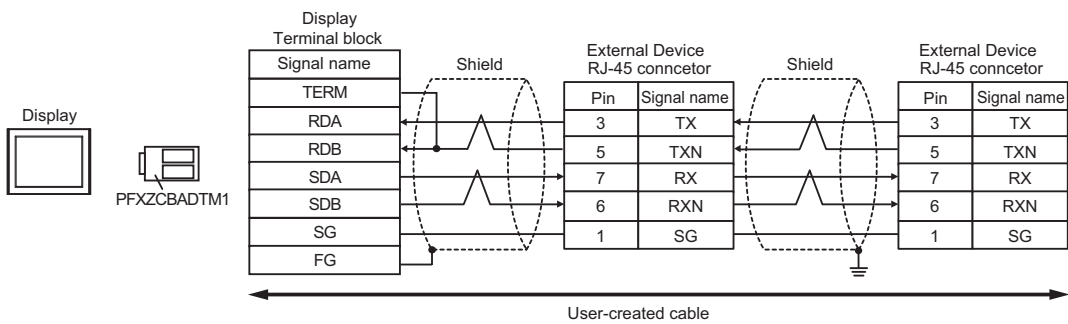 Display
PFXZCBADTM1
Display
Terminal block
Signal name
TERM
RDA
RDB
SDA
SDB
SG
FG
Shield
External Device
RJ-45 conncetor
Pin Signal name
3 TX
5 TXN
7 RX
6 RXN
1 SG
Shield
External Device
RJ-45 conncetor
Pin Signal name
3 TX
5 TXN
7 RX
6 RXN
1 SG
User-created cable